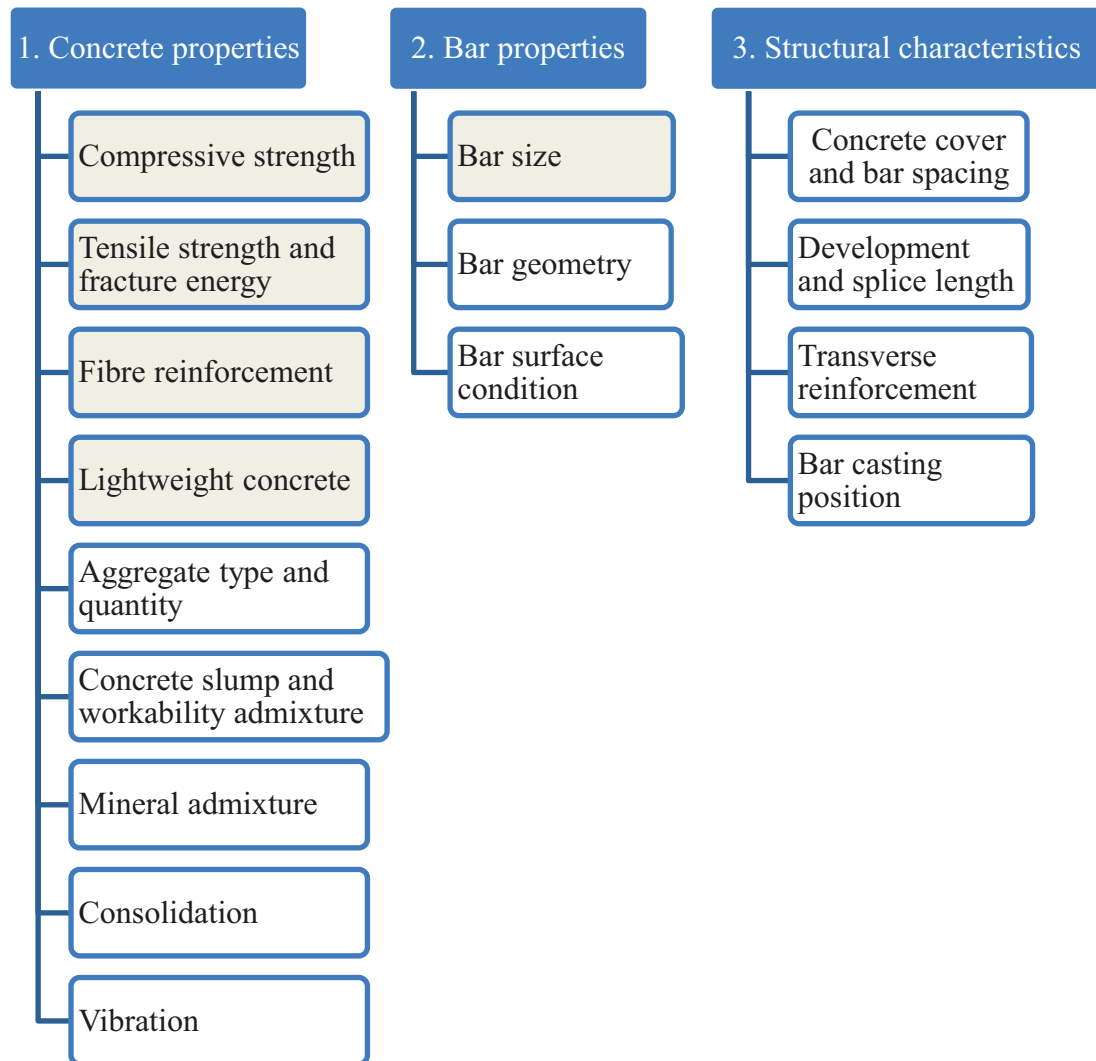 1. Concrete properties
Compressive strength
Tensile strength and
fracture energy
Fibre reinforcement
Lightweight concrete
Aggregate type and
quantity
Concrete slump and
workability admixture
Mineral admixture
Consolidation
Vibration
2. Bar properties
Bar size
Bar geometry
Bar surface
condition
3. Structural characteristics
Concrete cover
and bar spacing
Development
and splice length
Transverse
reinforcement
Bar casting
position